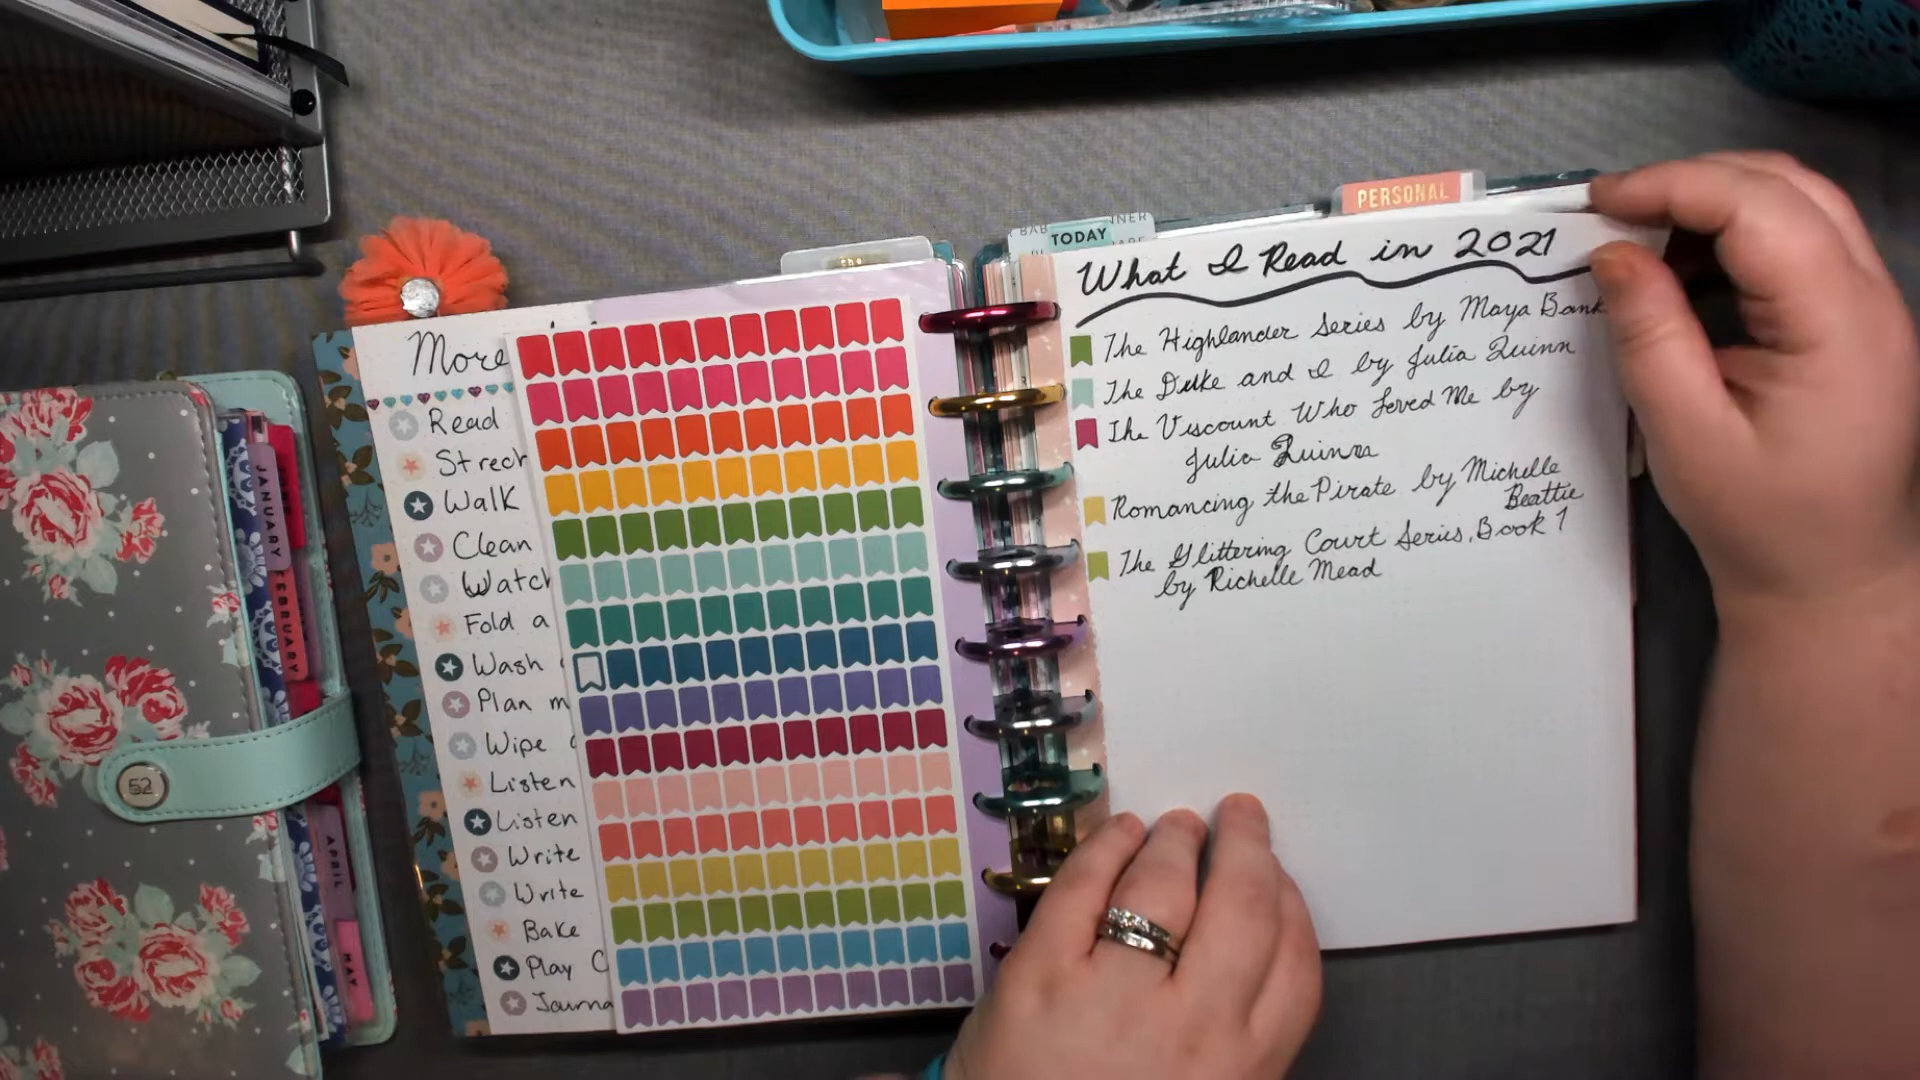 PERSONAL
TODAY
What I Read in 2021
The Highlander Series by Maya Bank
The Duke and I by Julia Quinn
The Viscount Who Loved Me by
Julia Quinn
Romancing the Pirate by Michelle
Beattie
The Glittering Court Series, Book 1
by Richelle Mead
More
Read
Strech
Walk
Clean
Watch
Fold a
Wash
Plan m
Wipe
Listen
Listen
Write
Write
Bake
Play C
Journa
JANUARY
FEBRUARY
APRIL
MAY
52